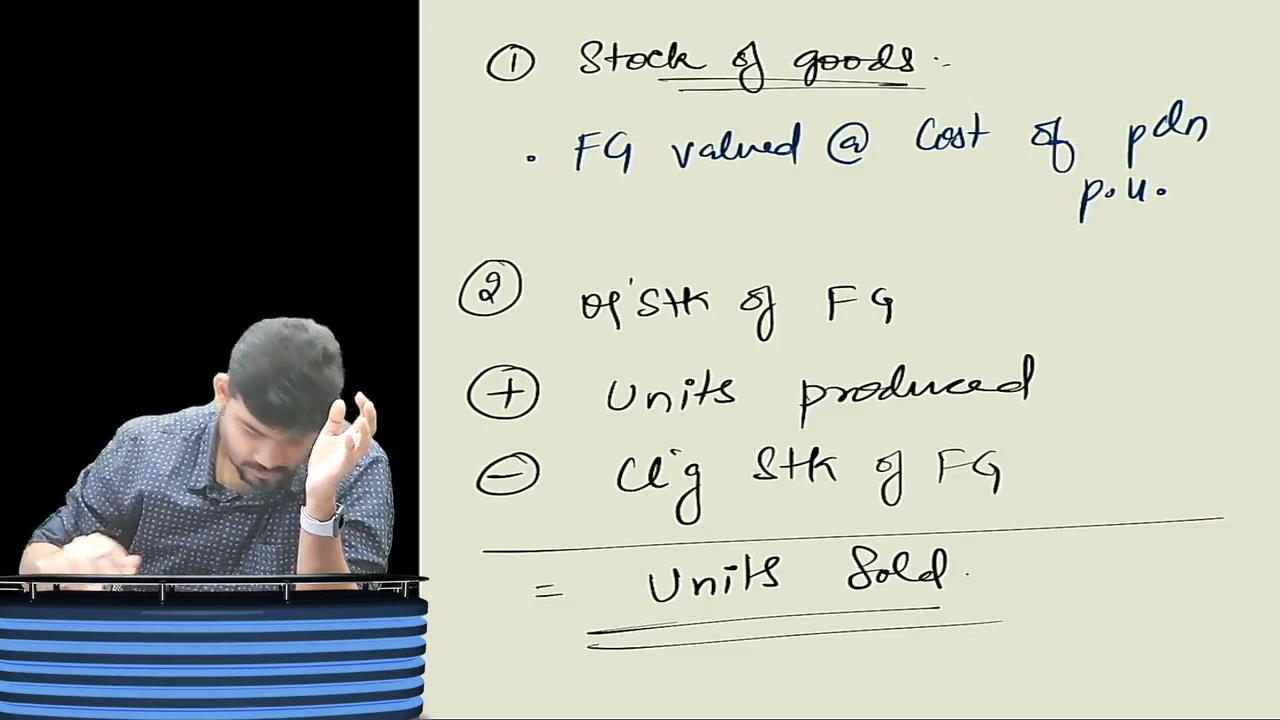 ① Stock of goods :-
• FG valued @ Cost of pdn
p.u.
② Op'Stk of FG
+ Units produced
- Cl'g Stk of FG
= Units Sold.